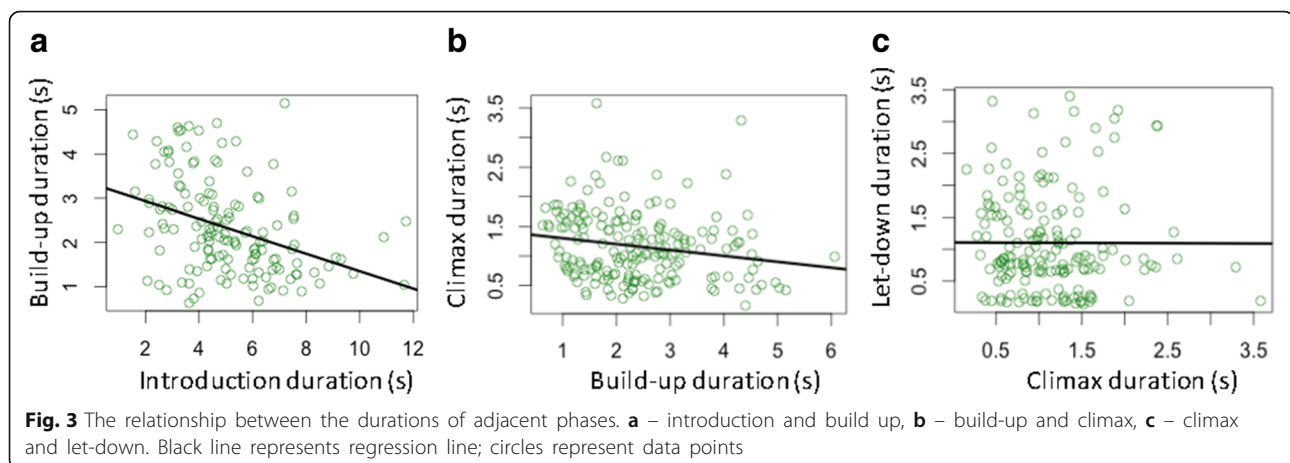 a
b
c
Build-up duration (s)
5
4
3
2
1
2 4 6 8 10 12
Introduction duration (s)
Climax duration (s)
3.5
2.5
1.5
0.5
1 2 3 4 5 6
Build-up duration (s)
Let-down duration (s)
3.5
2.5
1.5
0.5
0.5 1.5 2.5 3.5
Climax duration (s)
Fig. 3 The relationship between the durations of adjacent phases. a – introduction and build up, b – build-up and climax, c – climax
and let-down. Black line represents regression line; circles represent data points